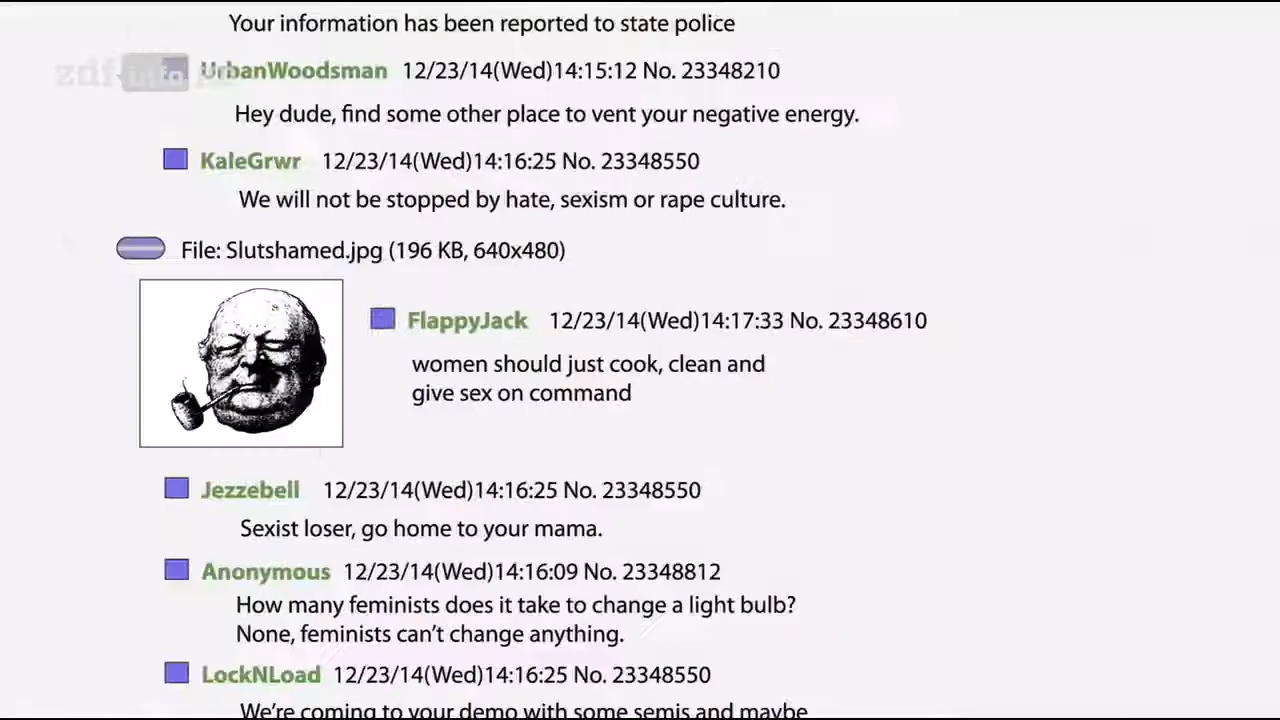 Your information has been reported to state police
zdf info
UrbanWoodsman 12/23/14(Wed)14:15:12 No. 23348210
Hey dude, find some other place to vent your negative energy.
KaleGrwr 12/23/14(Wed)14:16:25 No. 23348550
We will not be stopped by hate, sexism or rape culture.
File: Slutshamed.jpg (196 KB, 640x480)
FlappyJack 12/23/14(Wed)14:17:33 No. 23348610
women should just cook, clean and
give sex on command
Jezzebell 12/23/14(Wed)14:16:25 No. 23348550
Sexist loser, go home to your mama.
Anonymous 12/23/14(Wed)14:16:09 No. 23348812
How many feminists does it take to change a light bulb?
None, feminists can't change anything.
LockNLoad 12/23/14(Wed)14:16:25 No. 23348550
We're coming to your demo with some semis and maybe